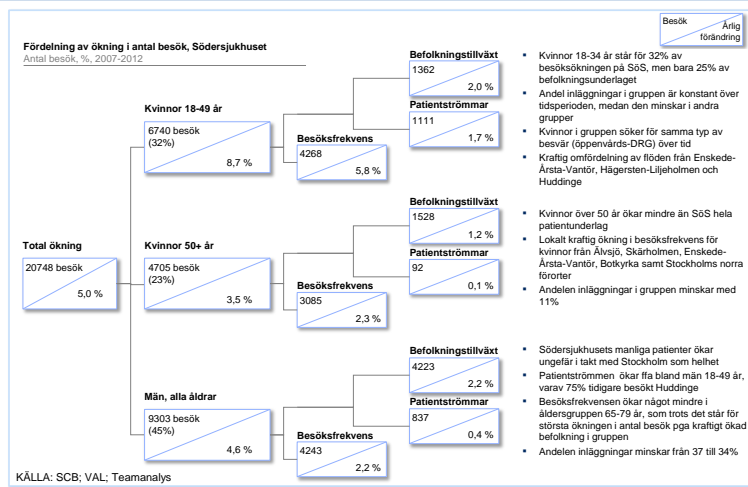 Besök
Årlig
förändring
Fördelning av ökning i antal besök, Södersjukhuset
Antal besök, %, 2007-2012
Total ökning
20748 besök
5,0 %
Kvinnor 18-49 år
6740 besök
(32%)
8,7 %
Befolkningstillväxt
1362
2,0 %
Patientströmmar
1111
1,7 %
Besöksfrekvens
4268
5,8 %
Kvinnor 50+ år
4705 besök
(23%)
3,5 %
Befolkningstillväxt
1528
1,2 %
Patientströmmar
92
0,1 %
Besöksfrekvens
3085
2,3 %
Män, alla åldrar
9303 besök
(45%)
4,6 %
Befolkningstillväxt
4223
2,2 %
Patientströmmar
837
0,4 %
Besöksfrekvens
4243
2,2 %
▪ Kvinnor 18-34 år står för 32% av
besöksökningen på SöS, men bara 25% av
befolkningsunderlaget
▪ Andel inläggningar i gruppen är konstant över
tidsperioden, medan den minskar i andra
grupper
▪ Kvinnor i gruppen söker för samma typ av
besvär (öppenvårds-DRG) över tid
▪ Kraftig omfördelning av flöden från Enskede-
Årsta-Vantör, Hägersten-Liljeholmen och
Huddinge
▪ Kvinnor över 50 år ökar mindre än SöS hela
patientunderlag
▪ Lokalt kraftig ökning i besöksfrekvens för
kvinnor från Älvsjö, Skärholmen, Enskede-
Årsta-Vantör, Botkyrka samt Stockholms norra
förorter
▪ Andelen inläggningar i gruppen minskar med
11%
▪ Södersjukhusets manliga patienter ökar
ungefär i takt med Stockholm som helhet
▪ Patientströmmen ökar ffa bland män 18-49 år,
varav 75% tidigare besökt Huddinge
▪ Besöksfrekvensen ökar något mindre i
åldersgruppen 65-79 år, som trots det står för
största ökningen i antal besök pga kraftigt ökad
befolkning i gruppen
▪ Andelen inläggningar minskar från 37 till 34%
KÄLLA: SCB; VAL; Teamanalys